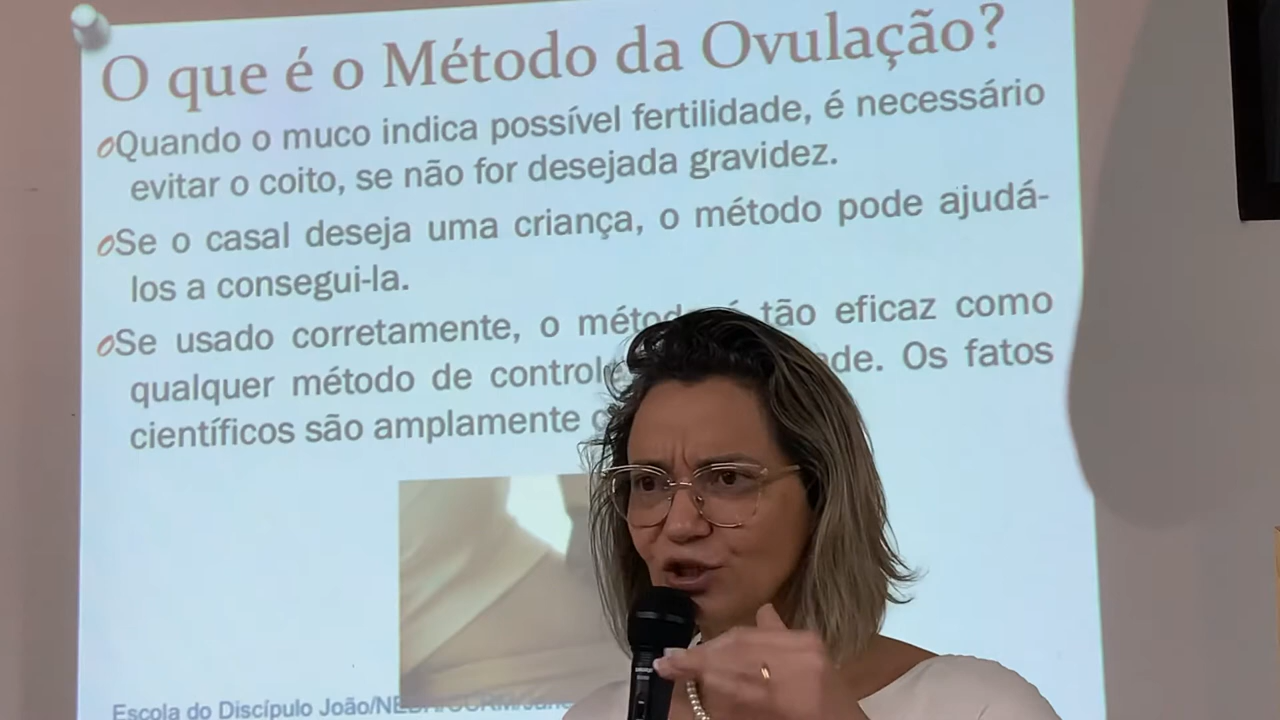 O que é o Método da Ovulação?
Quando o muco indica possível fertilidade, é necessário
evitar o coito, se não for desejada gravidez.
Se o casal deseja uma criança, o método pode ajudá-
los a consegui-la.
Se usado corretamente, o método é tão eficaz como
qualquer método de controle Os fatos
científicos são amplamente
Escola do Discípulo João/